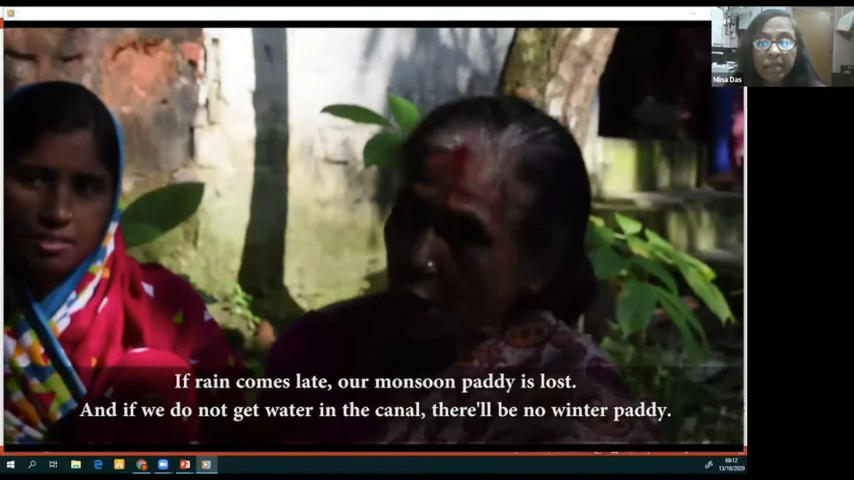 Mina Das
If rain comes late, our monsoon paddy is lost.
And if we do not get water in the canal, there'll be no winter paddy.
08:12
13/10/2020